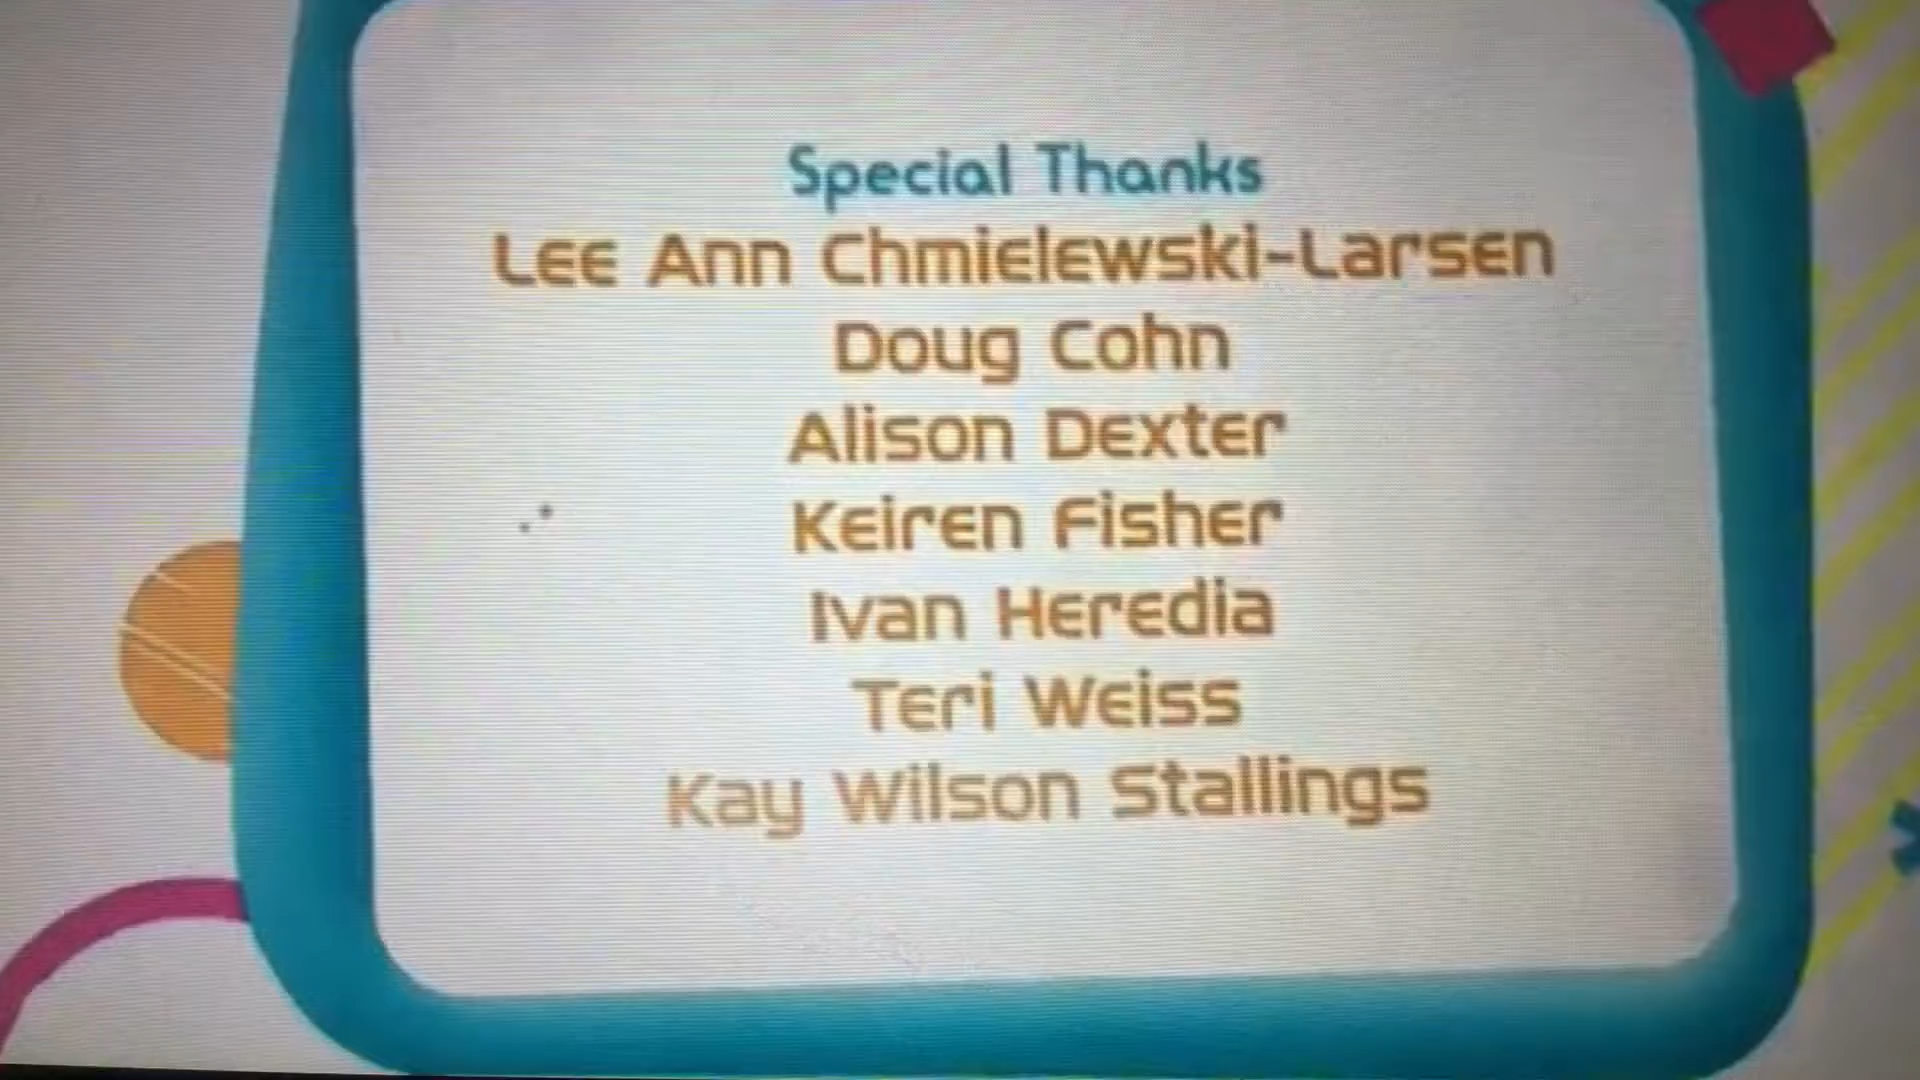 Special Thanks
Lee Ann Chmielewski-Larsen
Doug Cohn
Alison Dexter
Keiren Fisher
Ivan Heredia
Teri Weiss
Kay Wilson Stallings